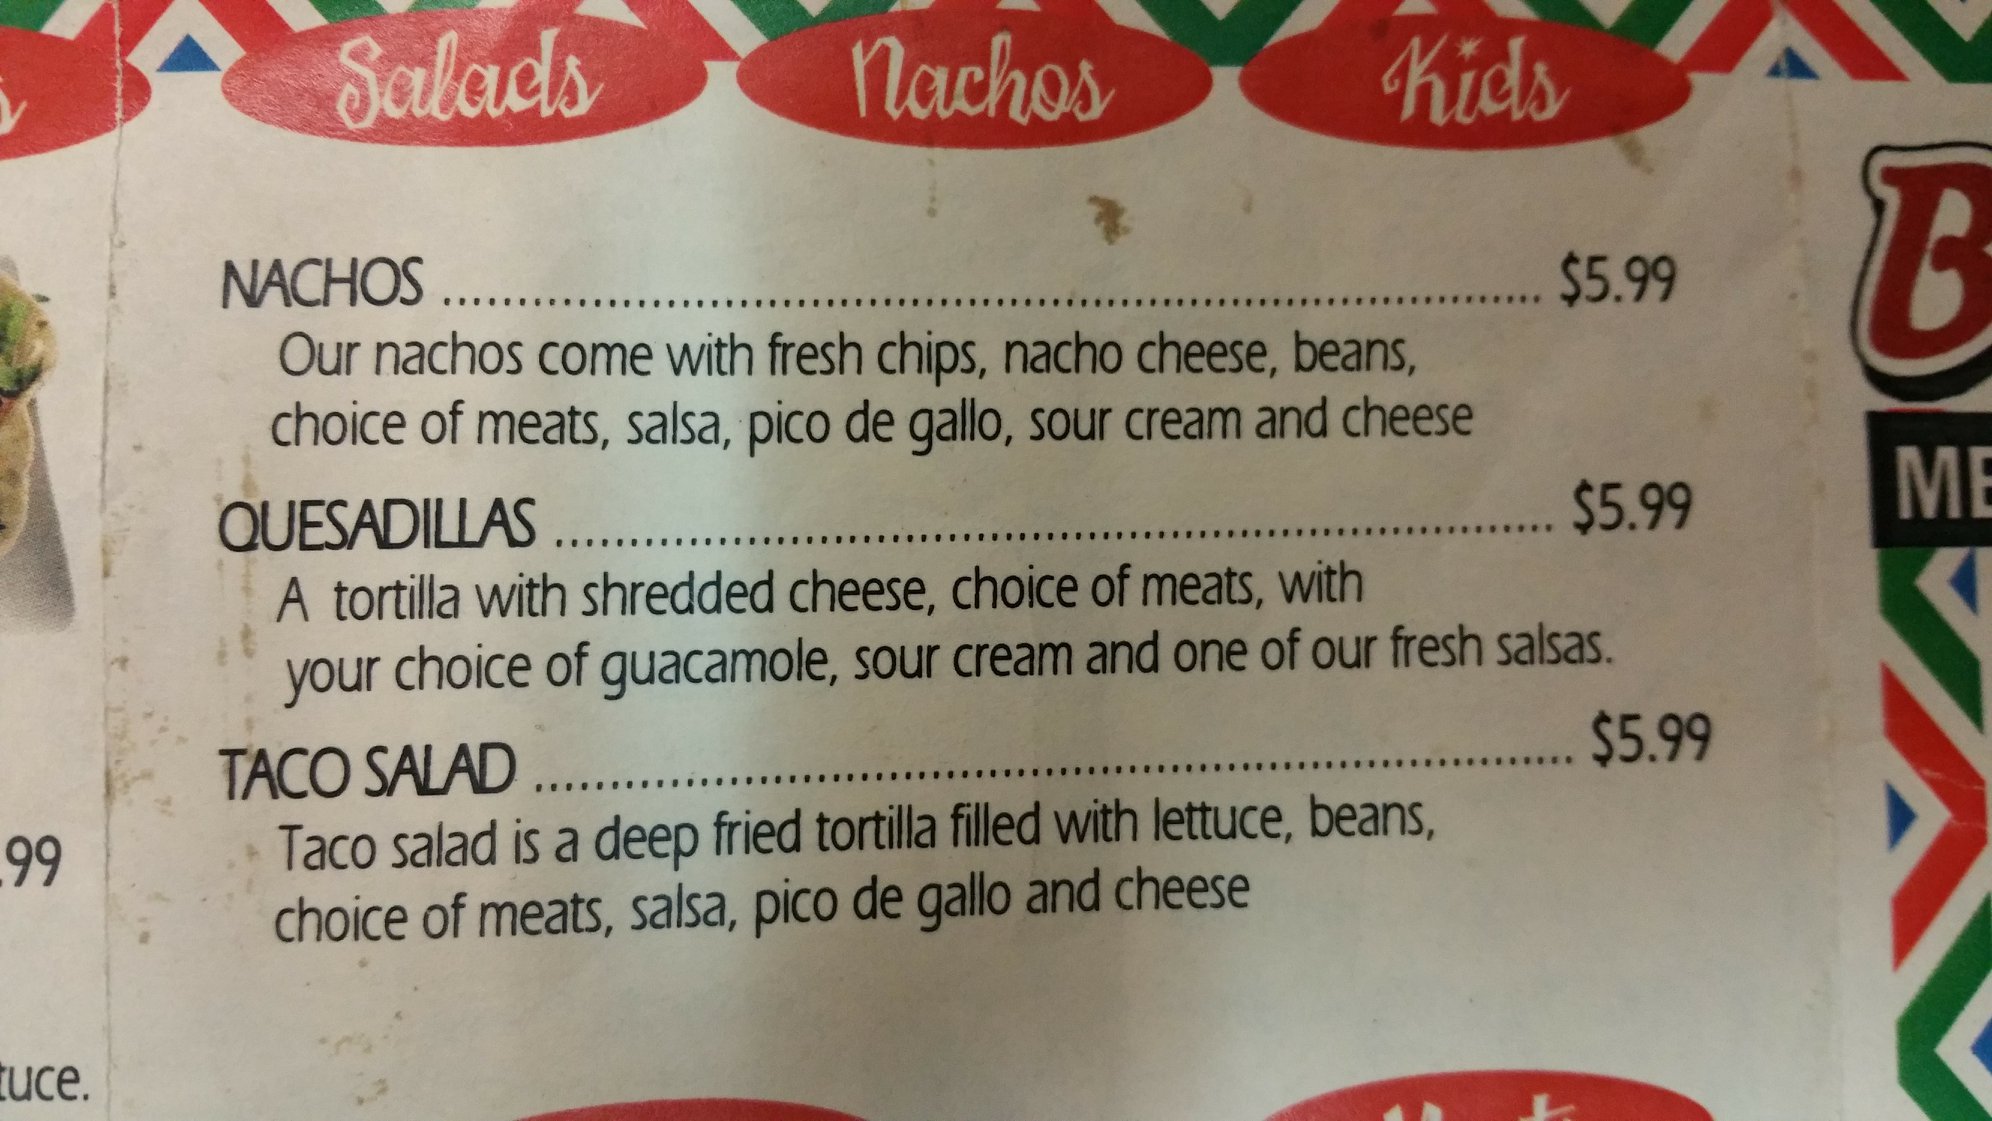 Salads Nachos Kids
NACHOS ........................................................................................ $5.99
Our nachos come with fresh chips, nacho cheese, beans,
choice of meats, salsa, pico de gallo, sour cream and cheese
QUESADILLAS ................................................................................ $5.99
A tortilla with shredded cheese, choice of meats, with
your choice of guacamole, sour cream and one of our fresh salsas.
TACO SALAD .................................................................................... $5.99
Taco salad is a deep fried tortilla filled with lettuce, beans,
choice of meats, salsa, pico de gallo and cheese
.99
tuce.
B
ME